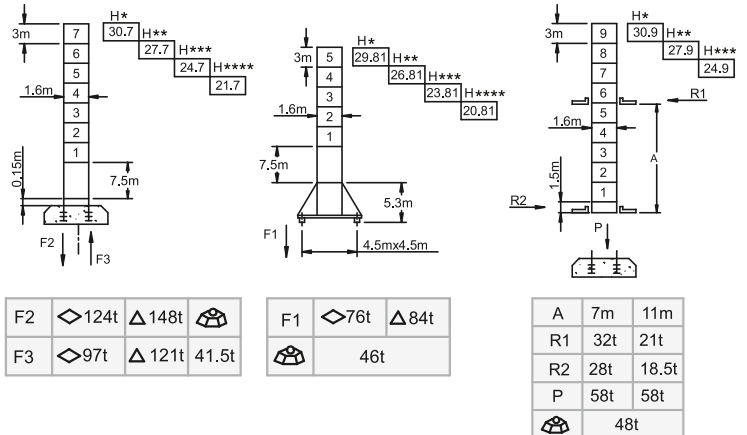 H*
30.7
H**
27.7
H***
24.7
H****
21.7
3m
7
6
5
4
3
2
1
1.6m
0.15m
7.5m
F2
F3
H*
29.81
H**
26.81
H***
23.81
H****
20.81
3m
5
4
3
2
1
1.6m
7.5m
5.3m
F1
4.5mx4.5m
H*
30.9
H**
27.9
H***
24.9
3m
9
8
7
6
5
4
3
2
1
R1
1.6m
A
1.5m
R2
P
F2 124t 148t
F3 97t 121t 41.5t
F1 76t 84t
46t
A 7m 11m
R1 32t 21t
R2 28t 18.5t
P 58t 58t
48t